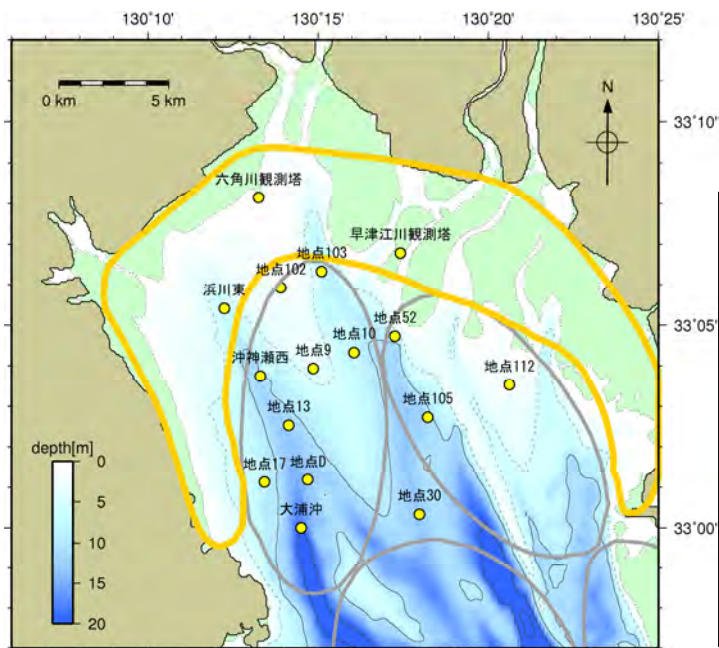 130°10' 130°15' 130°20' 130°25'
0 km 5 km
N
33°10'
六角川観測塔
早津江川観測塔
地点103
地点102
浜川東
地点52
33°05'
地点10
沖神瀬西
地点9
地点112
地点13
地点105
地点17
地点D
地点30
大浦沖
33°00'
depth[m]
0
5
10
15
20